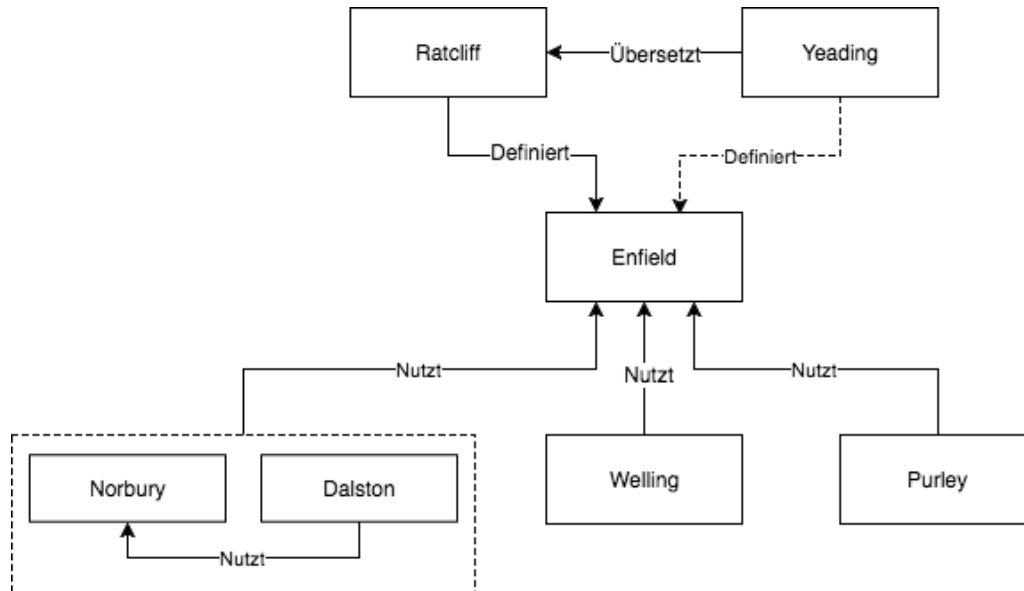 Ratcliff
Übersetzt
Yeading
Definiert
Definiert
Enfield
Nutzt
Nutzt
Nutzt
Norbury
Dalston
Welling
Purley
Nutzt